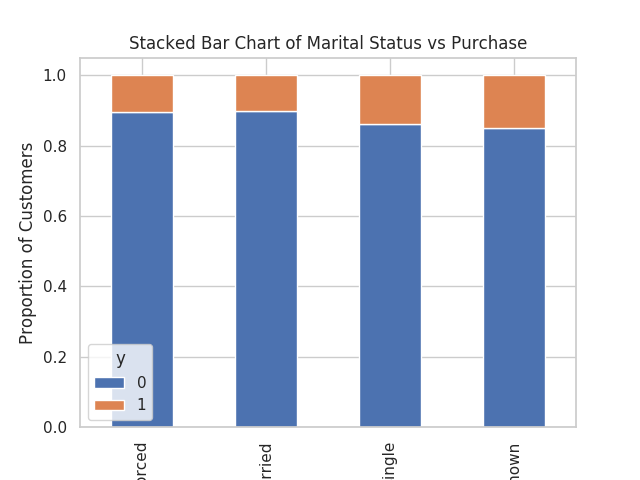 Stacked Bar Chart of Marital Status vs Purchase
Proportion of Customers
1.0
0.8
0.6
0.4
0.2
0.0
y
0
1
orced
rried
ingle
nown